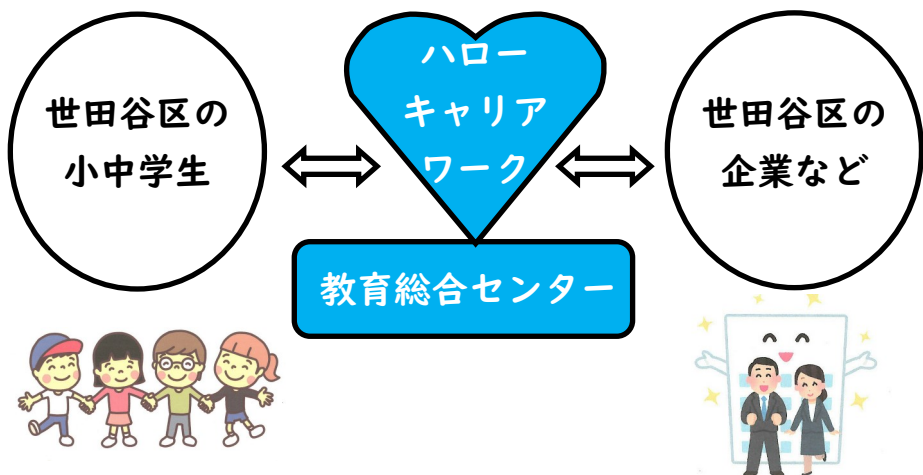 世田谷区の
小中学生
ハロー
キャリア
ワーク
世田谷区の
企業など
教育総合センター